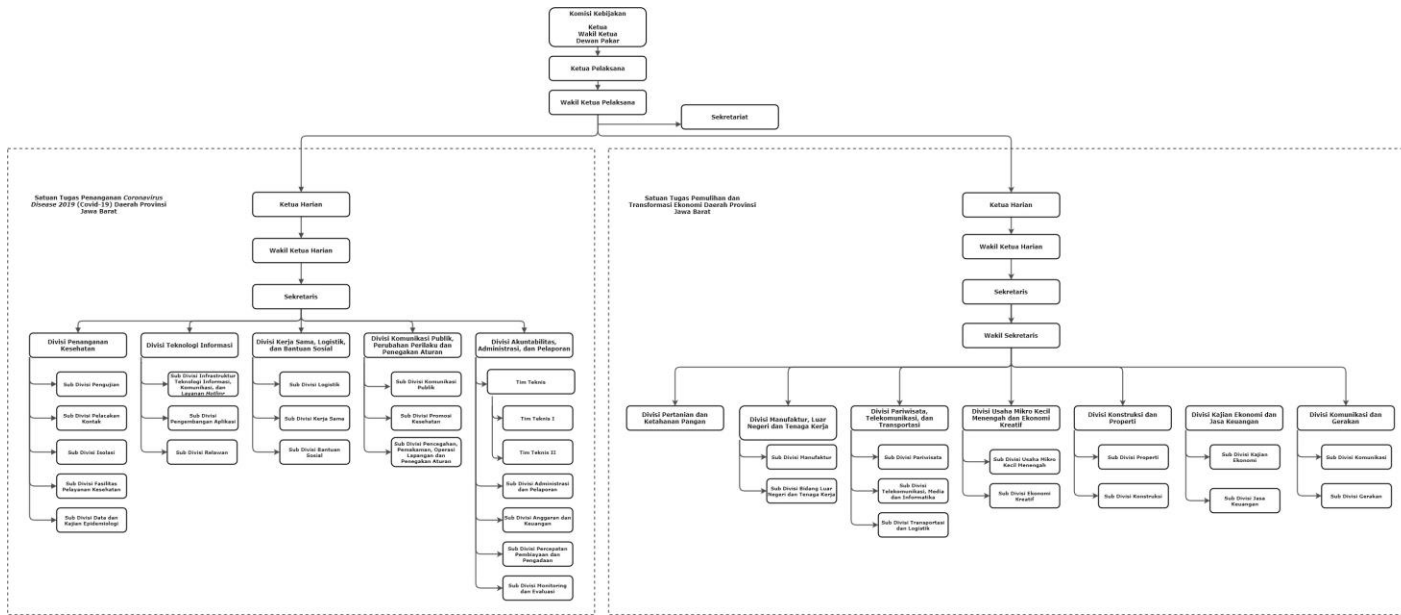 Komisi Kebijakan
Ketua
Wakil Ketua
Dewan Pakar
Ketua Pelaksana
Wakil Ketua Pelaksana
Sekretariat
Satuan Tugas Penanganan Coronavirus
Disease 2019 (Covid-19) Daerah Provinsi
Jawa Barat
Ketua Harian
Wakil Ketua Harian
Sekretaris
Divisi Penanganan
Kesehatan
Sub Divisi Pengujian
Sub Divisi Pelacakan
Kontak
Sub Divisi Isolasi
Sub Divisi Fasilitas
Pelayanan Kesehatan
Sub Divisi Data dan
Kajian Epidemiologi
Divisi Teknologi Informasi
Sub Divisi Infrastruktur
Teknologi Informasi,
Komunikasi, dan
Layanan Hotline
Sub Divisi
Pengembangan Aplikasi
Sub Divisi Relawan
Divisi Kerja Sama, Logistik,
dan Bantuan Sosial
Sub Divisi Logistik
Sub Divisi Kerja Sama
Sub Divisi Bantuan
Sosial
Divisi Komunikasi Publik,
Perubahan Perilaku dan
Penegakan Aturan
Sub Divisi Komunikasi
Publik
Sub Divisi Promosi
Kesehatan
Sub Divisi Pencegahan,
Pemakaman, Operasi
Lapangan dan
Penegakan Aturan
Divisi Akuntabilitas,
Administrasi, dan Pelaporan
Tim Teknis
Tim Teknis I
Tim Teknis II
Sub Divisi Administrasi
dan Pelaporan
Sub Divisi Anggaran dan
Keuangan
Sub Divisi Percepatan
Pembiayaan dan
Pengadaan
Sub Divisi Monitoring
dan Evaluasi
Satuan Tugas Pemulihan dan
Transformasi Ekonomi Daerah Provinsi
Jawa Barat
Ketua Harian
Wakil Ketua Harian
Sekretaris
Wakil Sekretaris
Divisi Pertanian dan
Ketahanan Pangan
Divisi Manufaktur, Luar
Negeri dan Tenaga Kerja
Sub Divisi Manufaktur
Sub Divisi Bidang Luar
Negeri dan Tenaga Kerja
Divisi Pariwisata,
Telekomunikasi, dan
Transportasi
Sub Divisi Pariwisata
Sub Divisi
Telekomunikasi, Media
dan Informatika
Sub Divisi Transportasi
dan Logistik
Divisi Usaha Mikro Kecil
Menengah dan Ekonomi
Kreatif
Sub Divisi Usaha Mikro
Kecil Menengah
Sub Divisi Ekonomi
Kreatif
Divisi Konstruksi dan
Properti
Sub Divisi Properti
Sub Divisi Konstruksi
Divisi Kajian Ekonomi dan
Jasa Keuangan
Sub Divisi Kajian
Ekonomi
Sub Divisi Jasa
Keuangan
Divisi Komunikasi dan
Gerakan
Sub Divisi Komunikasi
Sub Divisi Gerakan